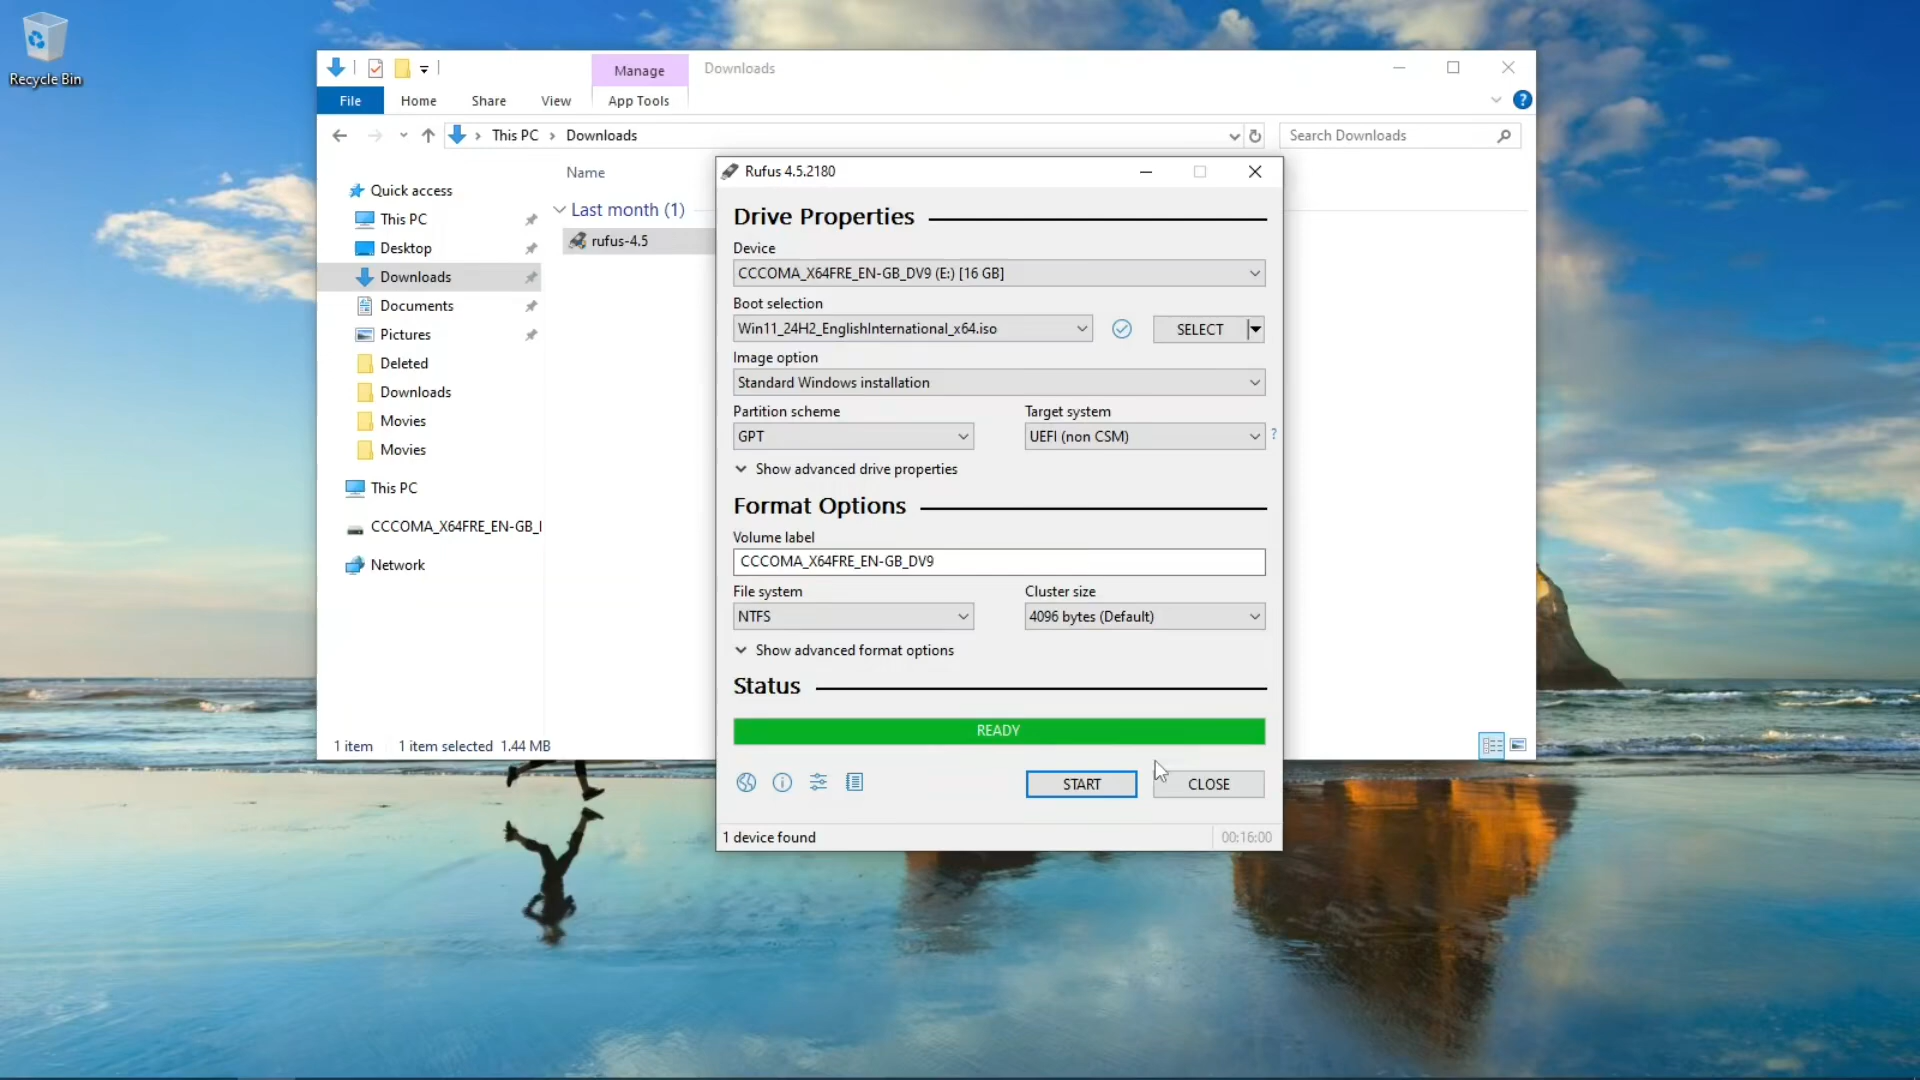 Recycle Bin
Manage
Downloads
File
Home
Share
View
App Tools
This PC
Downloads
Search Downloads
Name
Last month (1)
rufus-4.5
Quick access
This PC
Desktop
Downloads
Documents
Pictures
Deleted
Downloads
Movies
Movies
This PC
CCCOMA_X64FRE_EN-GB_
Network
1 item
1 item selected 1.44 MB
Rufus 4.5.2180
Drive Properties
Device
CCCOMA_X64FRE_EN-GB_DV9 (E:) [16 GB]
Boot selection
Win11_24H2_EnglishInternational_x64.iso
SELECT
Image option
Standard Windows installation
Partition scheme
Target system
GPT
UEFI (non CSM)
?
Show advanced drive properties
Format Options
Volume label
CCCOMA_X64FRE_EN-GB_DV9
File system
Cluster size
NTFS
4096 bytes (Default)
Show advanced format options
Status
READY
START
CLOSE
1 device found
00:16:00